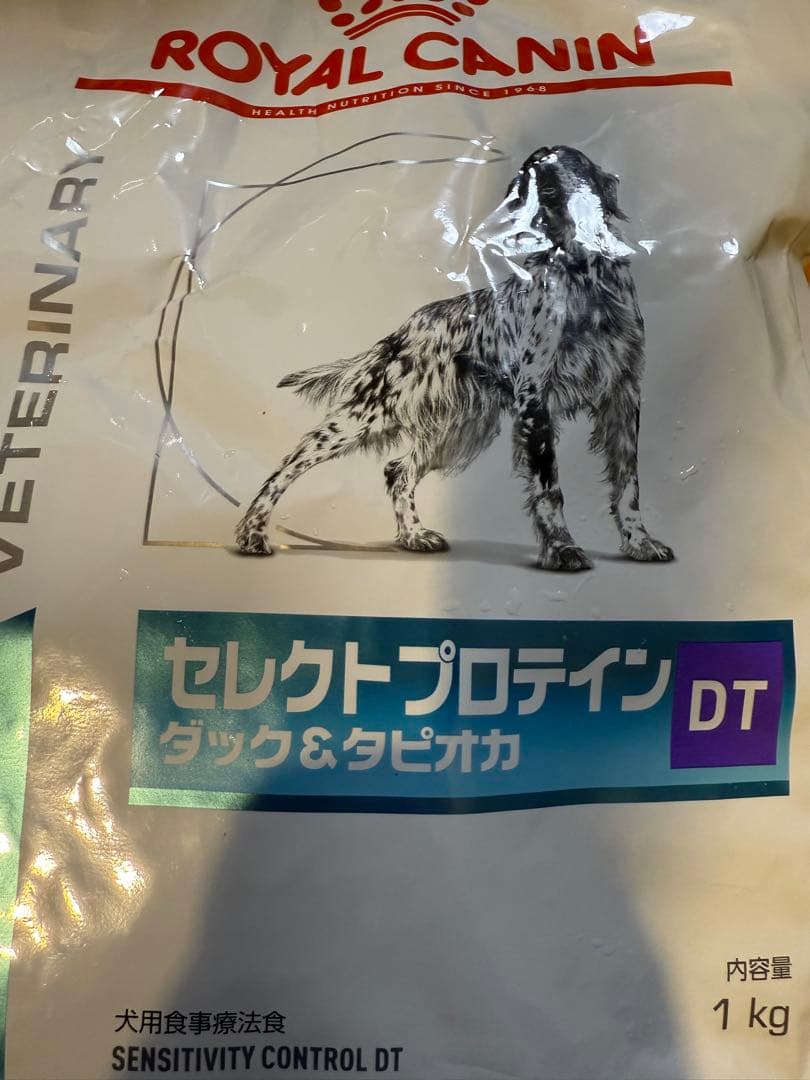 ROYAL CANIN
HEALTH NUTRITION SINCE 1968
VETERINARY
セレクトプロテイン
DT
ダック&タピオカ
内容量
1 kg
犬用食事療法食
SENSITIVITY CONTROL DT